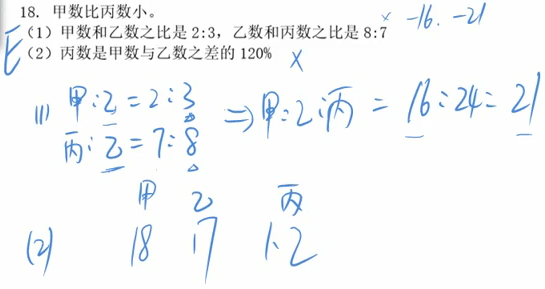 18. 甲数比丙数小。
× -16. -21
(1) 甲数和乙数之比是 2:3，乙数和丙数之比是 8:7
E (2) 丙数是甲数与乙数之差的 120% ×
(1) 甲:乙=2:3 ⇒甲:乙:丙 = 16:24:21
丙:乙=7:8
甲 乙 丙
(2) 18 17 1.2